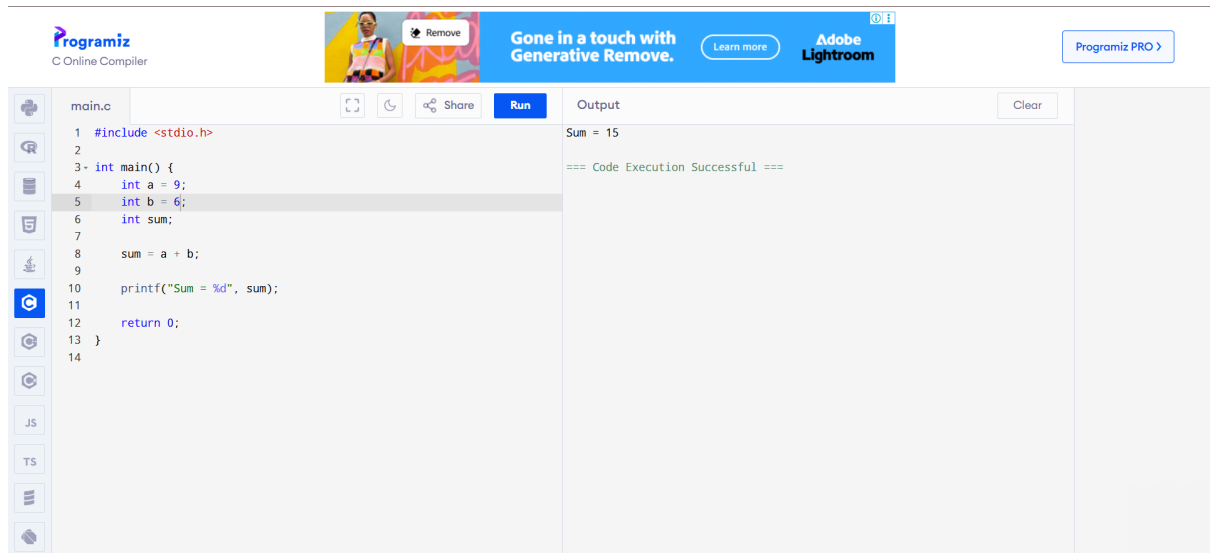 Programiz
C Online Compiler
Remove
Gone in a touch with
Generative Remove.
Learn more
Adobe
Lightroom
Programiz PRO >
main.c
Share
Run
Output
Clear
1 #include <stdio.h>
2
3 int main() {
4 int a = 9;
5 int b = 6;
6 int sum;
7
8 sum = a + b;
9
10 printf("Sum = %d", sum);
11
12 return 0;
13 }
14
Sum = 15
=== Code Execution Successful ===
JS
TS